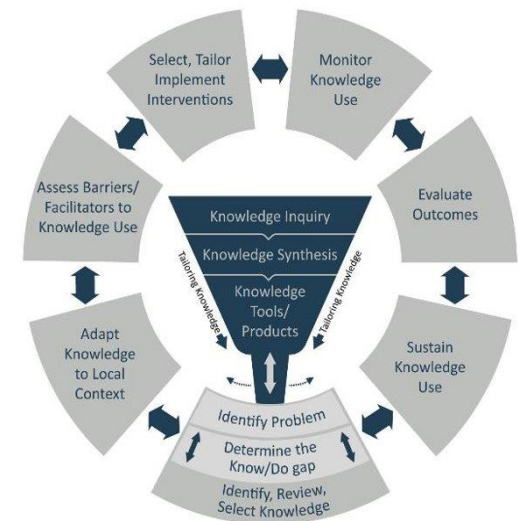 Select, Tailor
Implement
Interventions
Monitor
Knowledge
Use
Assess Barriers/
Facilitators to
Knowledge Use
Evaluate
Outcomes
Knowledge Inquiry
Knowledge Synthesis
Knowledge
Tools/
Products
Tailoring Knowledge
Tailoring Knowledge
Adapt
Knowledge
to Local
Context
Sustain
Knowledge
Use
Identify Problem
Determine the
Know/Do gap
Identify, Review,
Select Knowledge